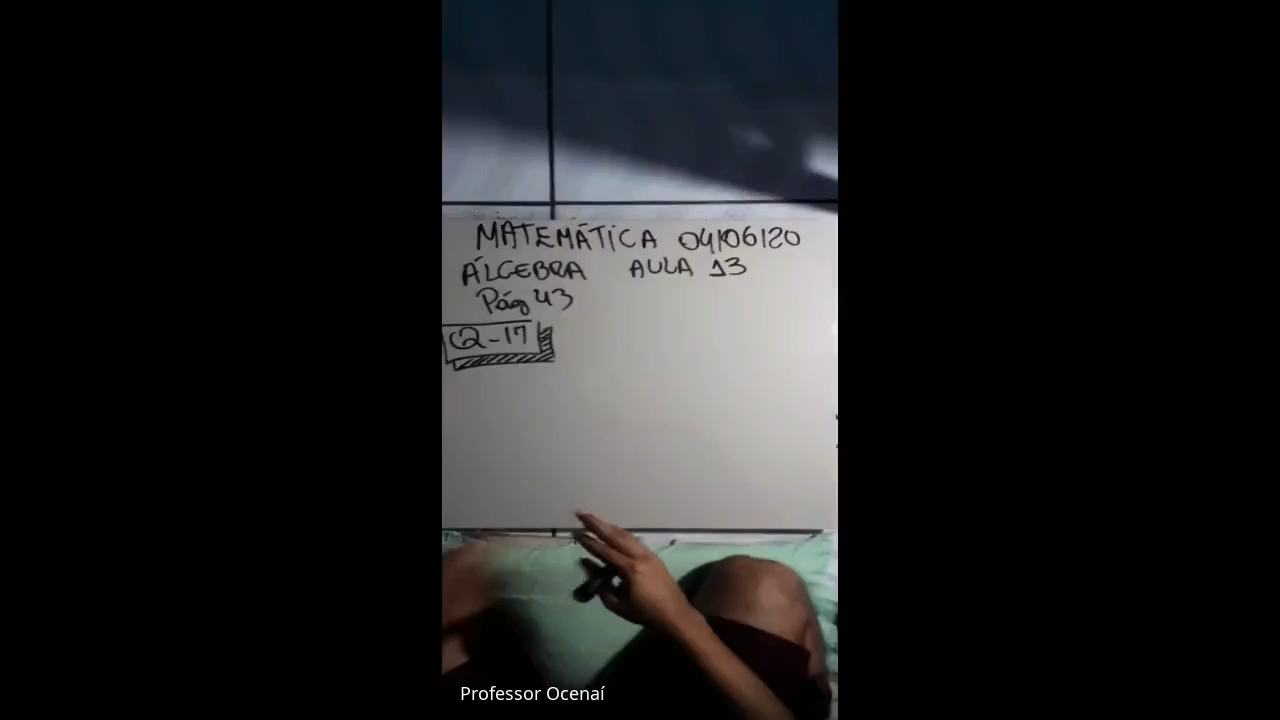 MATEMÁTICA 04/06/20
ÁLGEBRA AULA 13
Pág 43
Q2-17
Professor Ocenaí